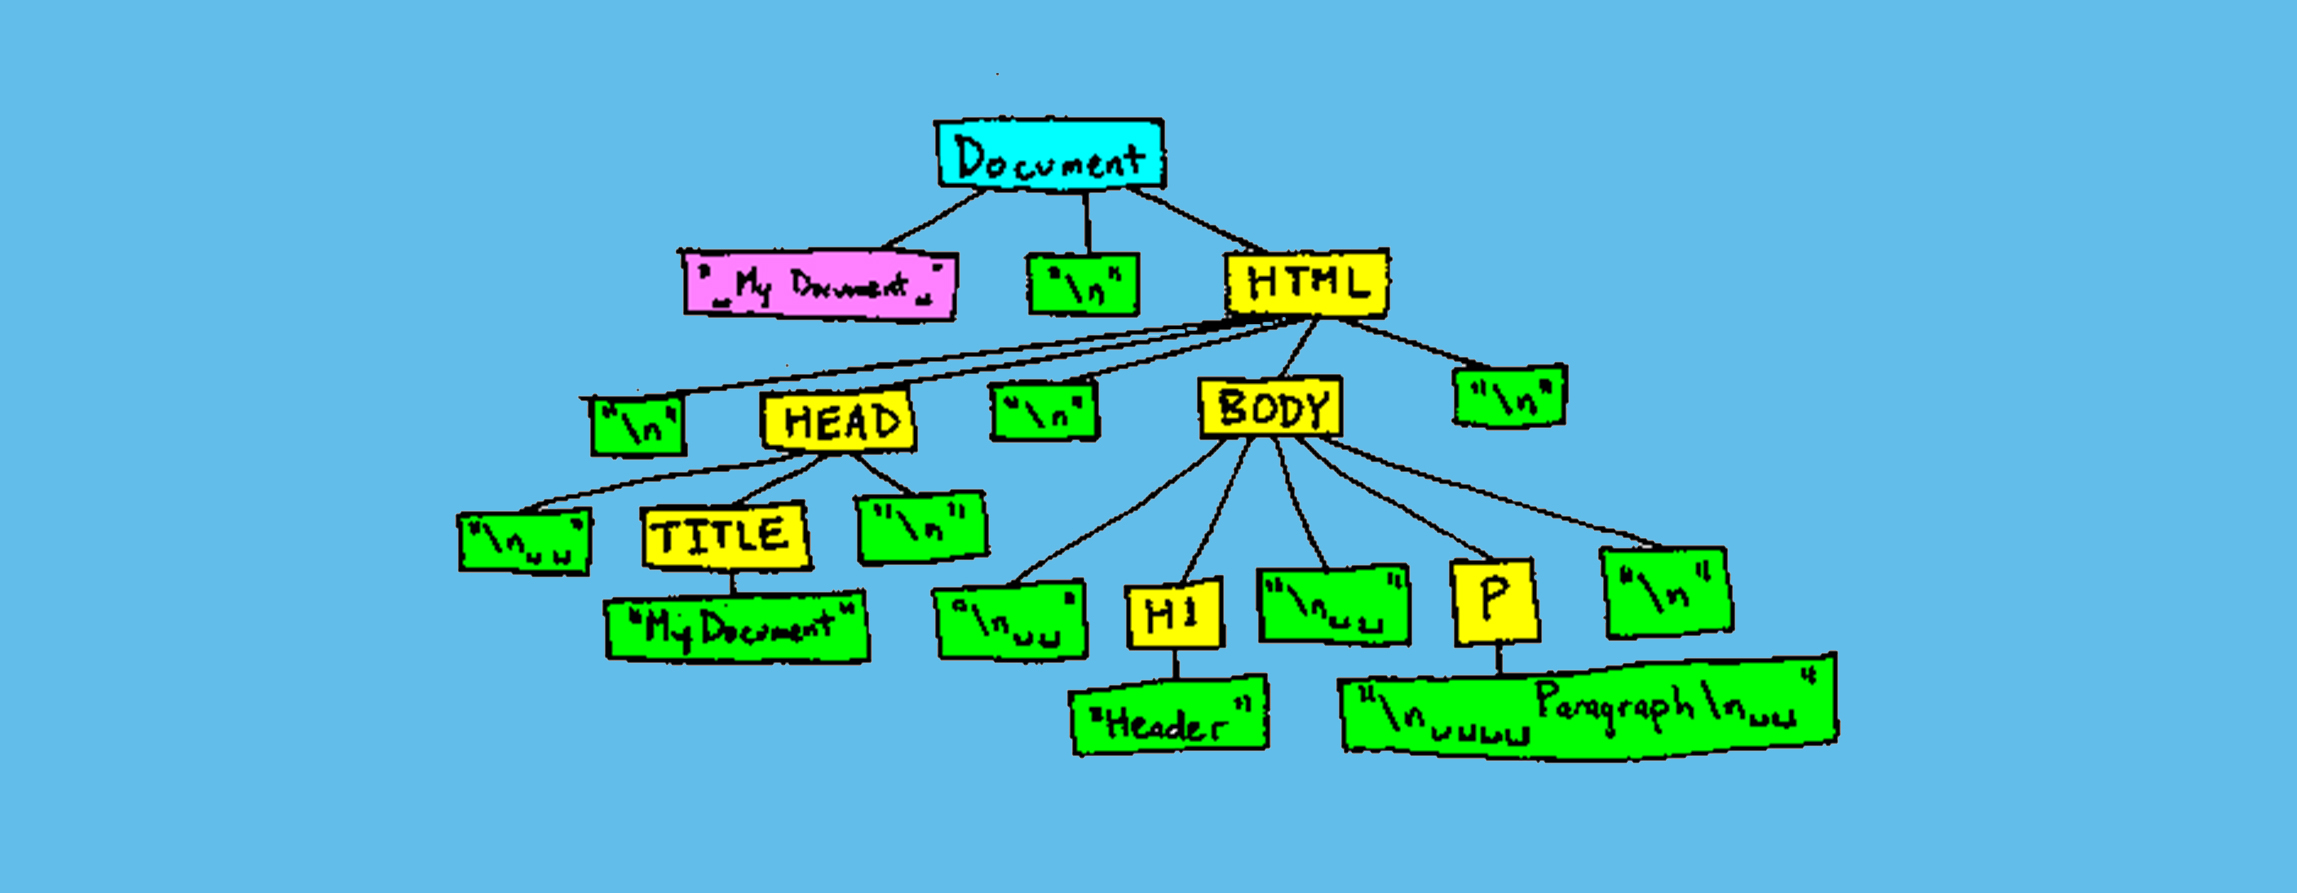 Document
"␣My Document␣"
"\n"
HTML
"\n"
HEAD
"\n"
BODY
"\n"
"\n␣␣"
TITLE
"\n"
"\n␣␣"
H1
"\n␣␣"
P
"\n"
"My Document"
"Header"
"\n␣␣␣␣Paragraph\n␣␣"